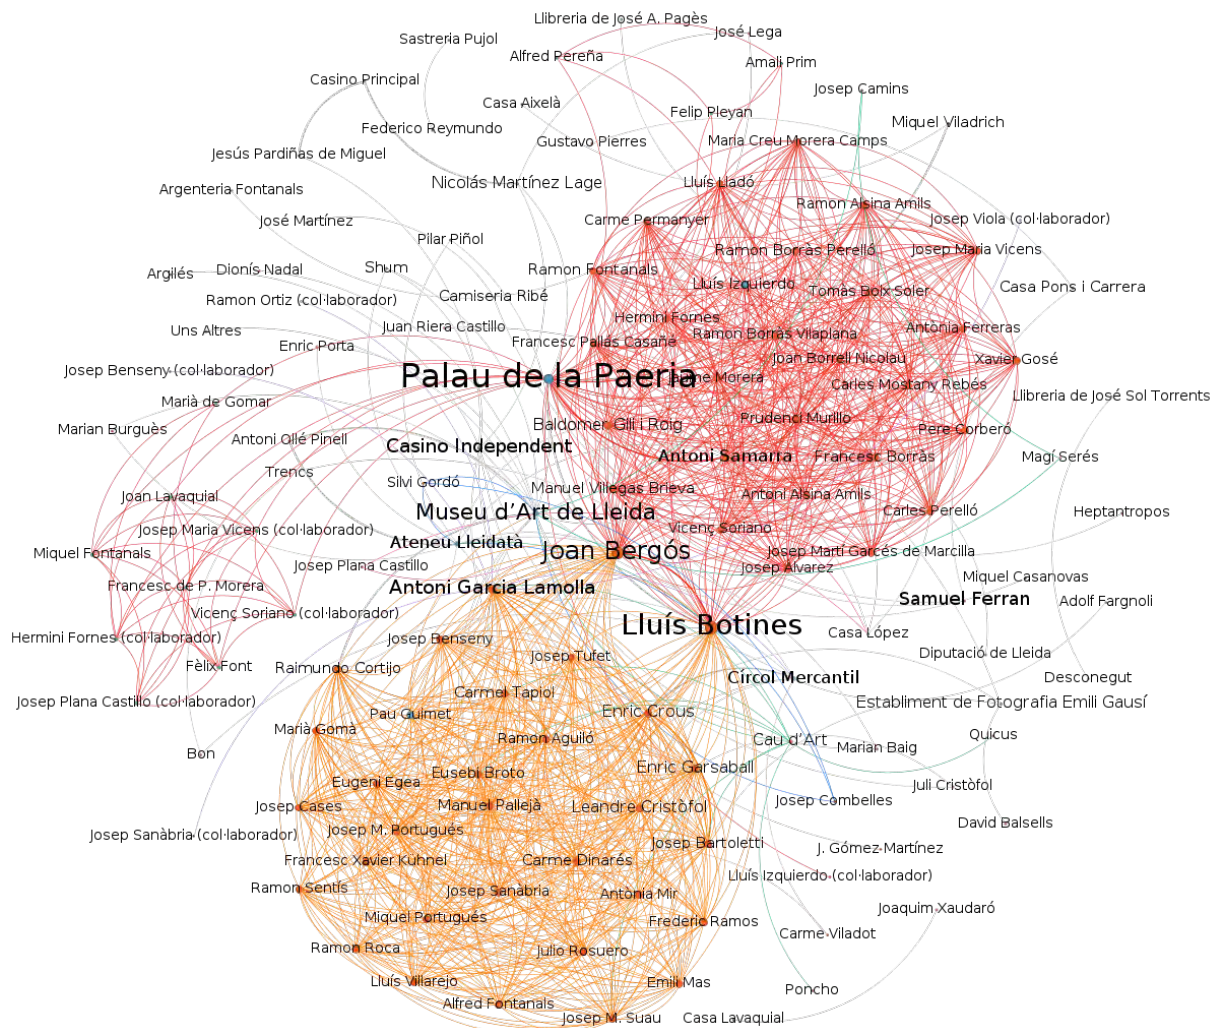 Llibreria de José A. Pagès
José Lega
Sastreria Pujol
Alfred Pereña
Amali Prim
Casino Principal
Josep Camins
Casa Aixelà
Felip Pleyan
Miquel Viladrich
Federico Reymundo
Gustavo Pierres
Maria Creu Morera Camps
Jesús Pardiñas de Miguel
Nicolás Martínez Lage
Lluís Lladó
Argenteria Fontanals
Ramon Alsina Amils
José Martínez
Carme Permanyer
Josep Viola (col·laborador)
Pilar Piñol
Ramon Borràs Perelló
Josep Maria Vicens
Argilés
Dionís Nadal
Shum
Ramon Fontanals
Lluís Izquierdo
Tomàs Boix Soler
Casa Pons i Carrera
Ramon Ortiz (col·laborador)
Camiseria Ribé
Uns Altres
Juan Riera Castillo
Hermini Fornes
Ramon Borràs Vilaplana
Antònia Ferreras
Enric Porta
Francesc Pallàs Casañe
Joan Borrell Nicolau
Xavier Gosé
Josep Benseny (col·laborador)
Palau de la Paeria
Morera
Carles Mostany Rebés
Llibreria de José Sol Torrents
Marià de Gomar
Marian Burguès
Antoni Ollé Pinell
Casino Independent
Baldomer Gili i Roig
Prudenci Murillo
Pere Corberó
Trencs
Antoni Samarra
Francesc Borràs
Magí Serés
Silvi Gordó
Joan Lavaquial
Manuel Villegas Brieva
Antoni Alsina Amils
Museu d’Art de Lleida
Carles Perelló
Heptantropos
Josep Maria Vicens (col·laborador)
Vicenç Soriano
Miquel Fontanals
Ateneu Lleidatà
Joan Bergós
Josep Martí Garcés de Marcilla
Josep Plana Castillo
Josep Álvarez
Miquel Casanovas
Francesc de P. Morera
Antoni Garcia Lamolla
Samuel Ferran
Adolf Fargnoli
Vicenç Soriano (col·laborador)
Lluís Botines
Casa López
Hermini Fornes (col·laborador)
Josep Benseny
Diputació de Lleida
Fèlix Font
Raimundo Cortijo
Josep Tufet
Círcol Mercantil
Desconegut
Josep Plana Castillo (col·laborador)
Carmel Tapiol
Establiment de Fotografia Emili Gausí
Pau Guimet
Enric Crous
Marià Gomà
Ramon Aguiló
Cau d’Art
Quicus
Bon
Marian Baig
Eugeni Egea
Eusebi Broto
Enric Garsaball
Juli Cristòfol
Josep Cases
Manuel Pallejà
Leandre Cristòfol
Josep Combelles
Josep Sanàbria (col·laborador)
Josep M. Portugués
David Balsells
Josep Bartoletti
J. Gómez-Martínez
Francesc Xavier Kuhnel
Carme Dinarés
Lluís Izquierdo (col·laborador)
Ramon Sentís
Josep Sanàbria
Antònia Mir
Joaquim Xaudaró
Miquel Portugués
Frederic Ramos
Carme Viladot
Ramon Roca
Julio Rosuero
Lluís Villarejo
Emili Mas
Poncho
Alfred Fontanals
Josep M. Suau
Casa Lavaquial